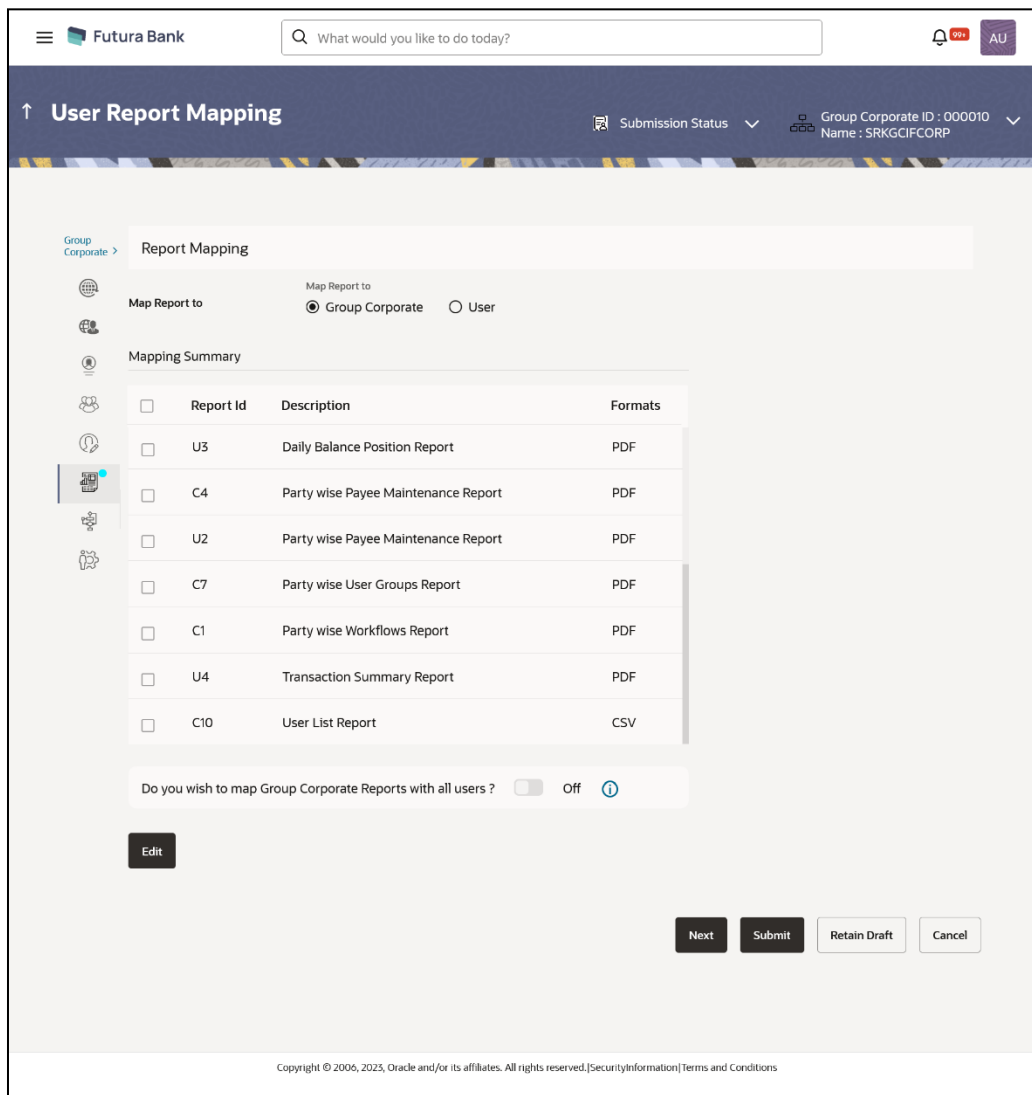 Futura Bank
What would you like to do today?
99+
AU
↑ User Report Mapping
Submission Status
Group Corporate ID : 000010
Name : SRKGCIFCORP
Group
Corporate >
Report Mapping
Map Report to
Map Report to
Group Corporate User
Mapping Summary
Report Id Description Formats
U3 Daily Balance Position Report PDF
C4 Party wise Payee Maintenance Report PDF
U2 Party wise Payee Maintenance Report PDF
C7 Party wise User Groups Report PDF
C1 Party wise Workflows Report PDF
U4 Transaction Summary Report PDF
C10 User List Report CSV
Do you wish to map Group Corporate Reports with all users ? Off
Edit
Next Submit Retain Draft Cancel
Copyright © 2006, 2023, Oracle and/or its affiliates. All rights reserved.|SecurityInformation|Terms and Conditions